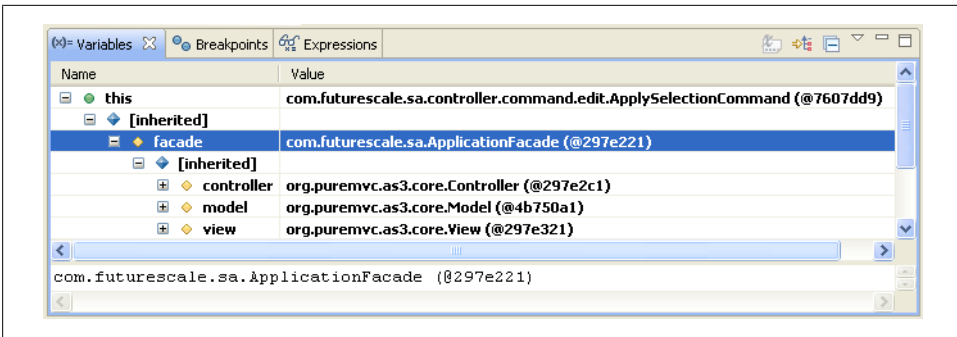 (x)= Variables Breakpoints Expressions
Name Value
this com.futurescale.sa.controller.command.edit.ApplySelectionCommand (@7607dd9)
[inherited]
facade com.futurescale.sa.ApplicationFacade (@297e221)
[inherited]
controller org.puremvc.as3.core.Controller (@297e2c1)
model org.puremvc.as3.core.Model (@4b750a1)
view org.puremvc.as3.core.View (@297e321)
com.futurescale.sa.ApplicationFacade (@297e221)